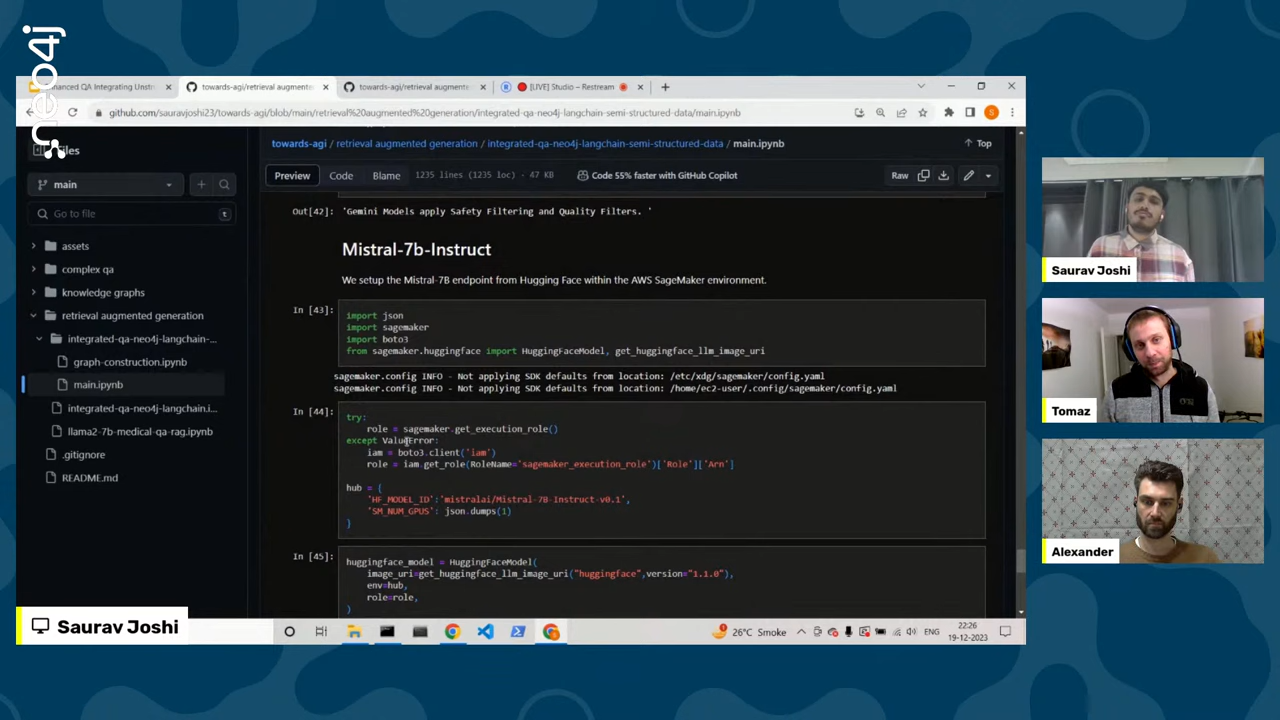 neo4j
nhanced QA Integrating Unstr
towards-agi/retrieval augmente
towards-agi/retrieval augmente
[LIVE] Studio – Restream
github.com/sauravjoshi23/towards-agi/blob/main/retrieval%20augmented%20generation/integrated-qa-neo4j-langchain-semi-structured-data/main.ipynb
Files
towards-agi / retrieval augmented generation / integrated-qa-neo4j-langchain-semi-structured-data / main.ipynb
Top
main
Preview
Code
Blame
1235 lines (1235 loc) · 47 KB
Code 55% faster with GitHub Copilot
Raw
Go to file
t
assets
complex qa
knowledge graphs
retrieval augmented generation
integrated-qa-neo4j-langchain-...
graph-construction.ipynb
main.ipynb
integrated-qa-neo4j-langchain.i...
llama2-7b-medical-qa-rag.ipynb
.gitignore
README.md
Out[42]: 'Gemini Models apply Safety Filtering and Quality Filters. '
Mistral-7b-Instruct
We setup the Mistral-7B endpoint from Hugging Face within the AWS SageMaker environment.
In [43]:
import json
import sagemaker
import boto3
from sagemaker.huggingface import HuggingFaceModel, get_huggingface_llm_image_uri
sagemaker.config INFO - Not applying SDK defaults from location: /etc/xdg/sagemaker/config.yaml
sagemaker.config INFO - Not applying SDK defaults from location: /home/ec2-user/.config/sagemaker/config.yaml
In [44]:
try:
role = sagemaker.get_execution_role()
except ValueError:
iam = boto3.client('iam')
role = iam.get_role(RoleName='sagemaker_execution_role')['Role']['Arn']
hub = {
'HF_MODEL_ID':'mistralai/Mistral-7B-Instruct-v0.1',
'SM_NUM_GPUS': json.dumps(1)
}
In [45]:
huggingface_model = HuggingFaceModel(
image_uri=get_huggingface_llm_image_uri("huggingface",version="1.1.0"),
env=hub,
role=role,
)
Saurav Joshi
26°C Smoke
ENG
22:26
19-12-2023
Saurav Joshi
Tomaz
Alexander